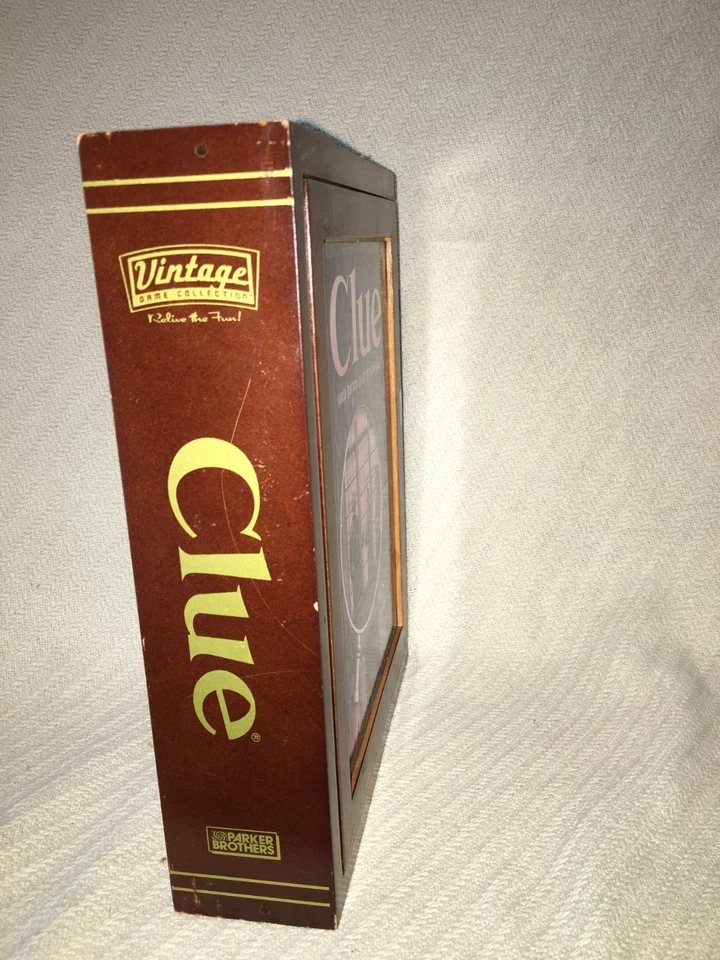 Vintage
GAME COLLECTION
Relive the Fun!
Clue®
PARKER
BROTHERS
Clue